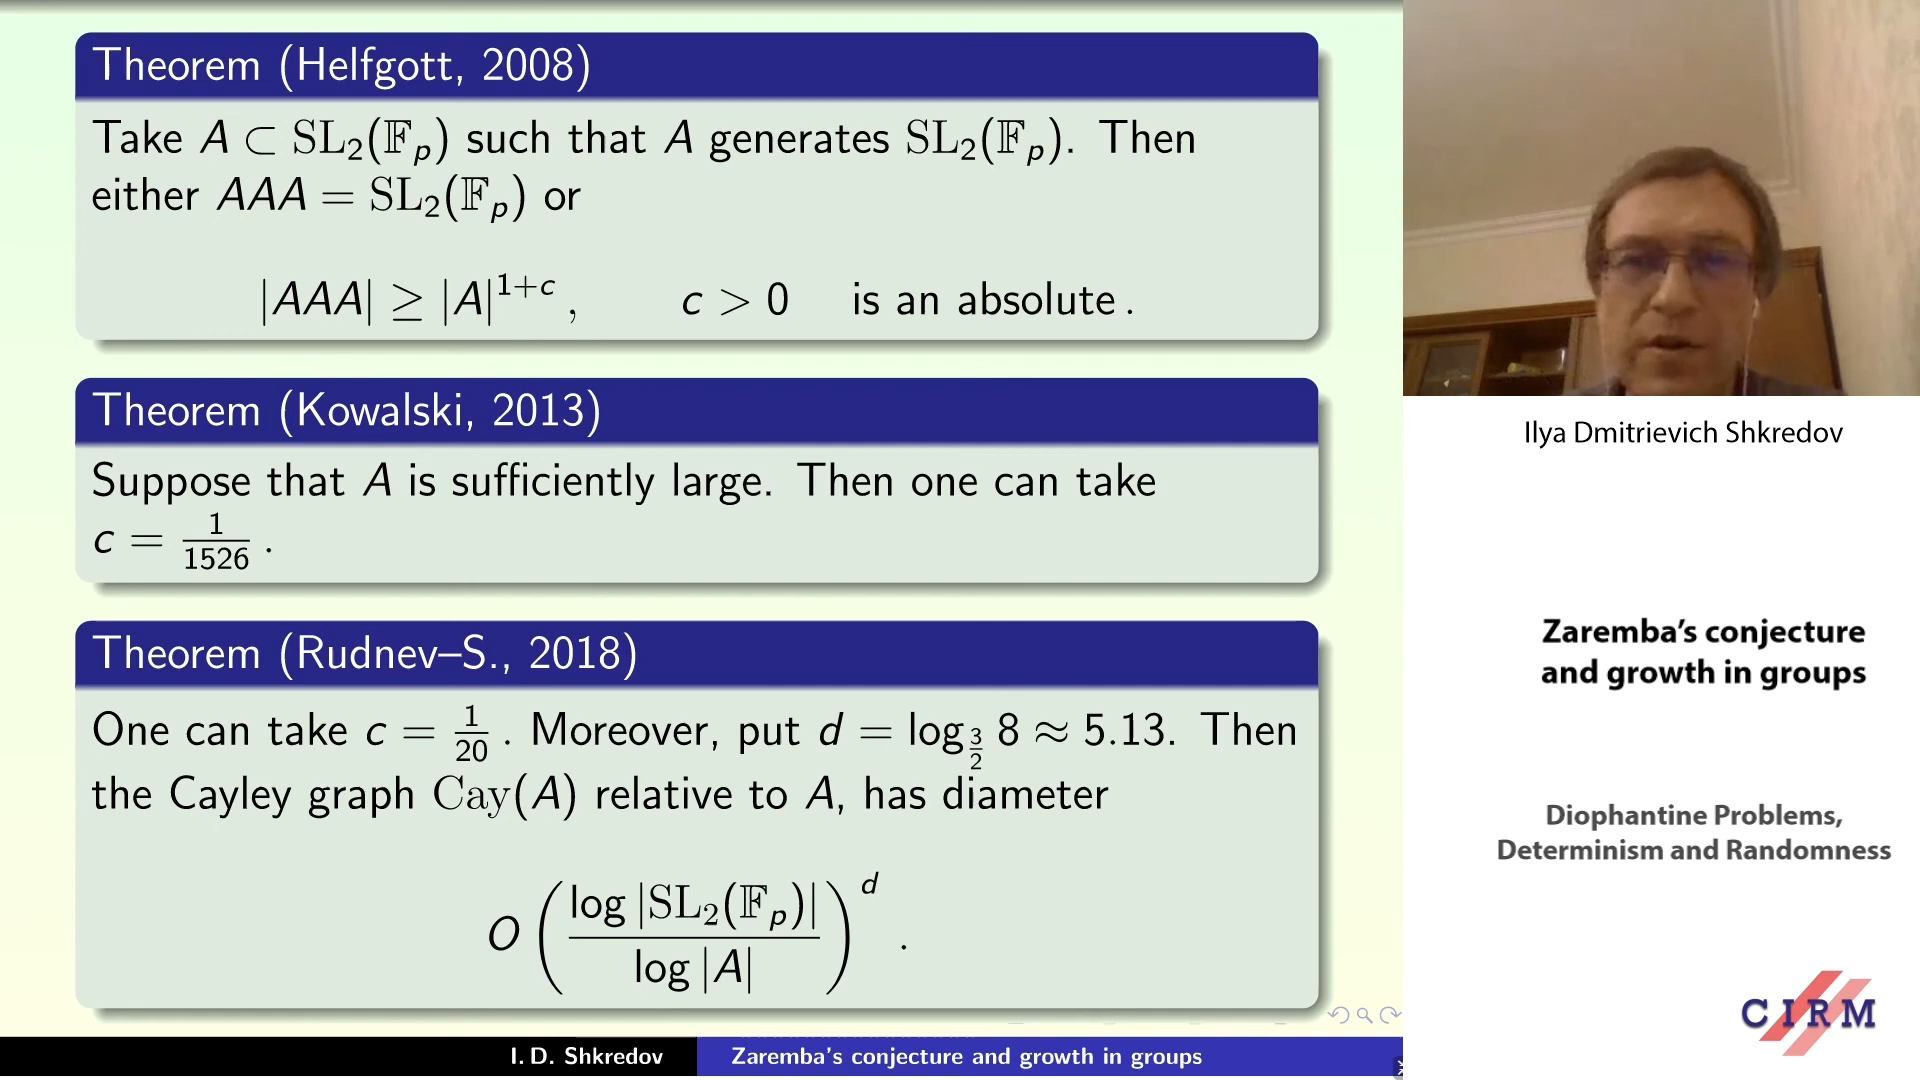 Theorem (Helfgott, 2008)
Take A ⊂ SL₂(𝔽ₚ) such that A generates SL₂(𝔽ₚ). Then
either AAA = SL₂(𝔽ₚ) or
|AAA| ≥ |A|^{1+c} , c > 0 is an absolute .
Theorem (Kowalski, 2013)
Suppose that A is sufficiently large. Then one can take
c = 1/1526 .
Theorem (Rudnev–S., 2018)
One can take c = 1/20 . Moreover, put d = log_{3/2} 8 ≈ 5.13. Then
the Cayley graph Cay(A) relative to A, has diameter
O ( log |SL₂(𝔽ₚ)| / log |A| )^d .
I. D. Shkredov
Zaremba's conjecture and growth in groups
Ilya Dmitrievich Shkredov
Zaremba's conjecture
and growth in groups
Diophantine Problems,
Determinism and Randomness
CIRM